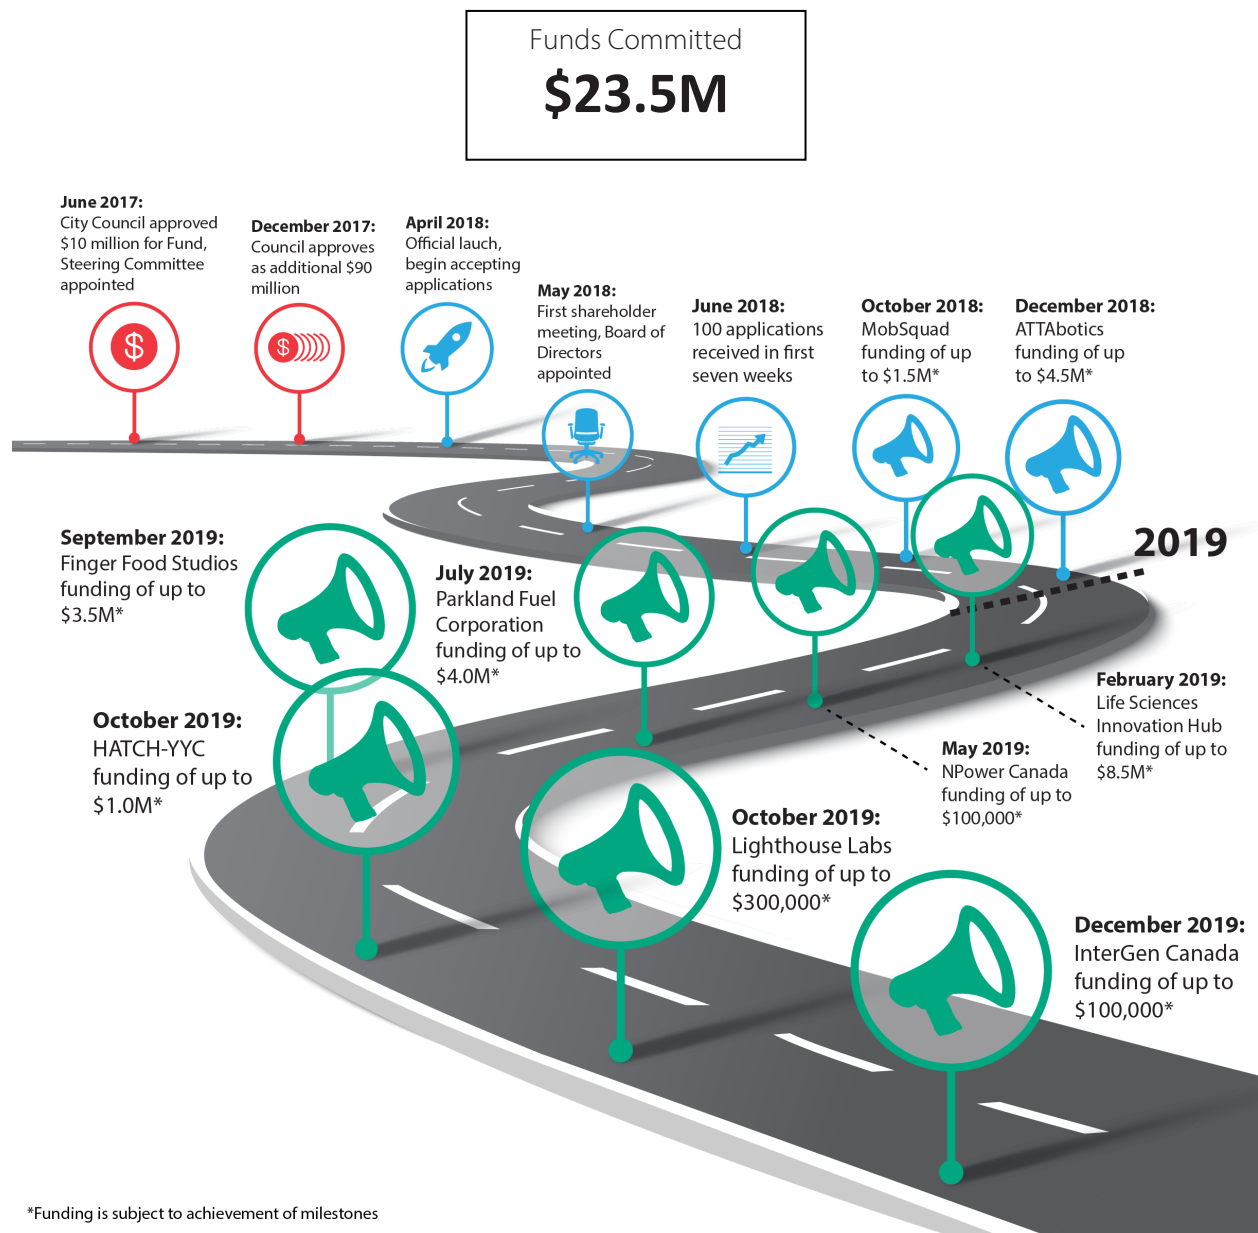 Funds Committed
$23.5M
June 2017:
City Council approved
$10 million for Fund,
Steering Committee
appointed
December 2017:
Council approves
as additional $90
million
April 2018:
Official lauch,
begin accepting
applications
May 2018:
First shareholder
meeting, Board of
Directors
appointed
June 2018:
100 applications
received in first
seven weeks
October 2018:
MobSquad
funding of up
to $1.5M*
December 2018:
ATTAbotics
funding of up
to $4.5M*
$
$
2019
February 2019:
Life Sciences
Innovation Hub
funding of up to
$8.5M*
May 2019:
NPower Canada
funding of up to
$100,000*
July 2019:
Parkland Fuel
Corporation
funding of up to
$4.0M*
September 2019:
Finger Food Studios
funding of up to
$3.5M*
October 2019:
HATCH-YYC
funding of up to
$1.0M*
October 2019:
Lighthouse Labs
funding of up to
$300,000*
December 2019:
InterGen Canada
funding of up to
$100,000*
*Funding is subject to achievement of milestones